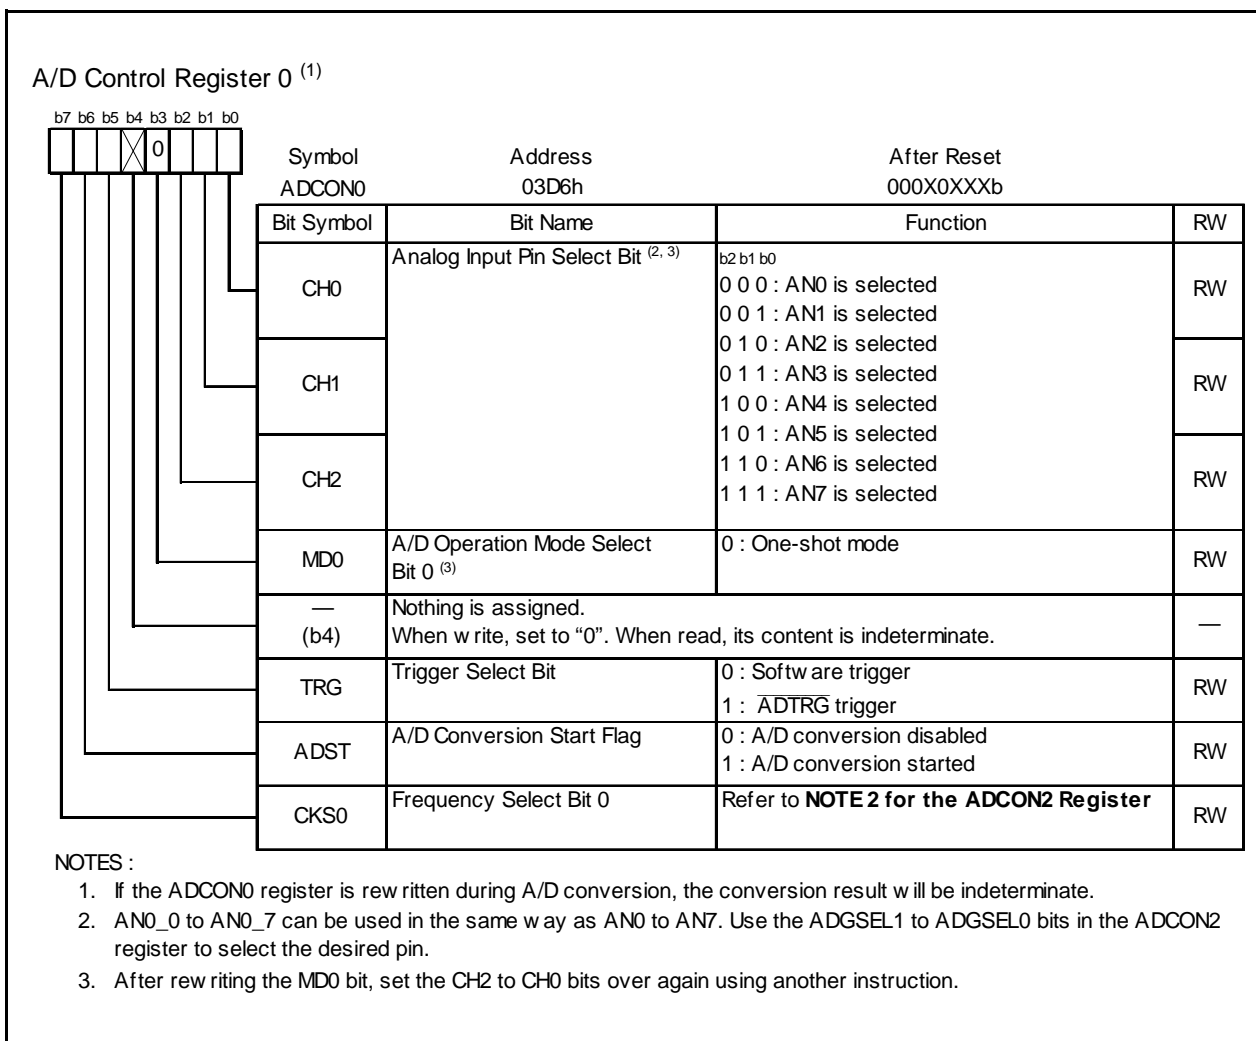 A/D Control Register 0 (1)
b7 b6 b5 b4 b3 b2 b1 b0
0
Symbol Address After Reset
ADCON0 03D6h 000X0XXXb
Bit Symbol Bit Name Function RW
CH0 Analog Input Pin Select Bit (2, 3) b2 b1 b0 RW
0 0 0 : AN0 is selected
0 0 1 : AN1 is selected
0 1 0 : AN2 is selected
CH1 0 1 1 : AN3 is selected RW
1 0 0 : AN4 is selected
1 0 1 : AN5 is selected
CH2 1 1 0 : AN6 is selected RW
1 1 1 : AN7 is selected
MD0 A/D Operation Mode Select 0 : One-shot mode RW
Bit 0 (3)
— Nothing is assigned. —
(b4) When write, set to “0”. When read, its content is indeterminate.
TRG Trigger Select Bit 0 : Software trigger RW
1 : ADTRG trigger
ADST A/D Conversion Start Flag 0 : A/D conversion disabled RW
1 : A/D conversion started
CKS0 Frequency Select Bit 0 Refer to NOTE 2 for the ADCON2 Register RW
NOTES :
1. If the ADCON0 register is rewritten during A/D conversion, the conversion result will be indeterminate.
2. AN0_0 to AN0_7 can be used in the same way as AN0 to AN7. Use the ADGSEL1 to ADGSEL0 bits in the ADCON2
register to select the desired pin.
3. After rewriting the MD0 bit, set the CH2 to CH0 bits over again using another instruction.